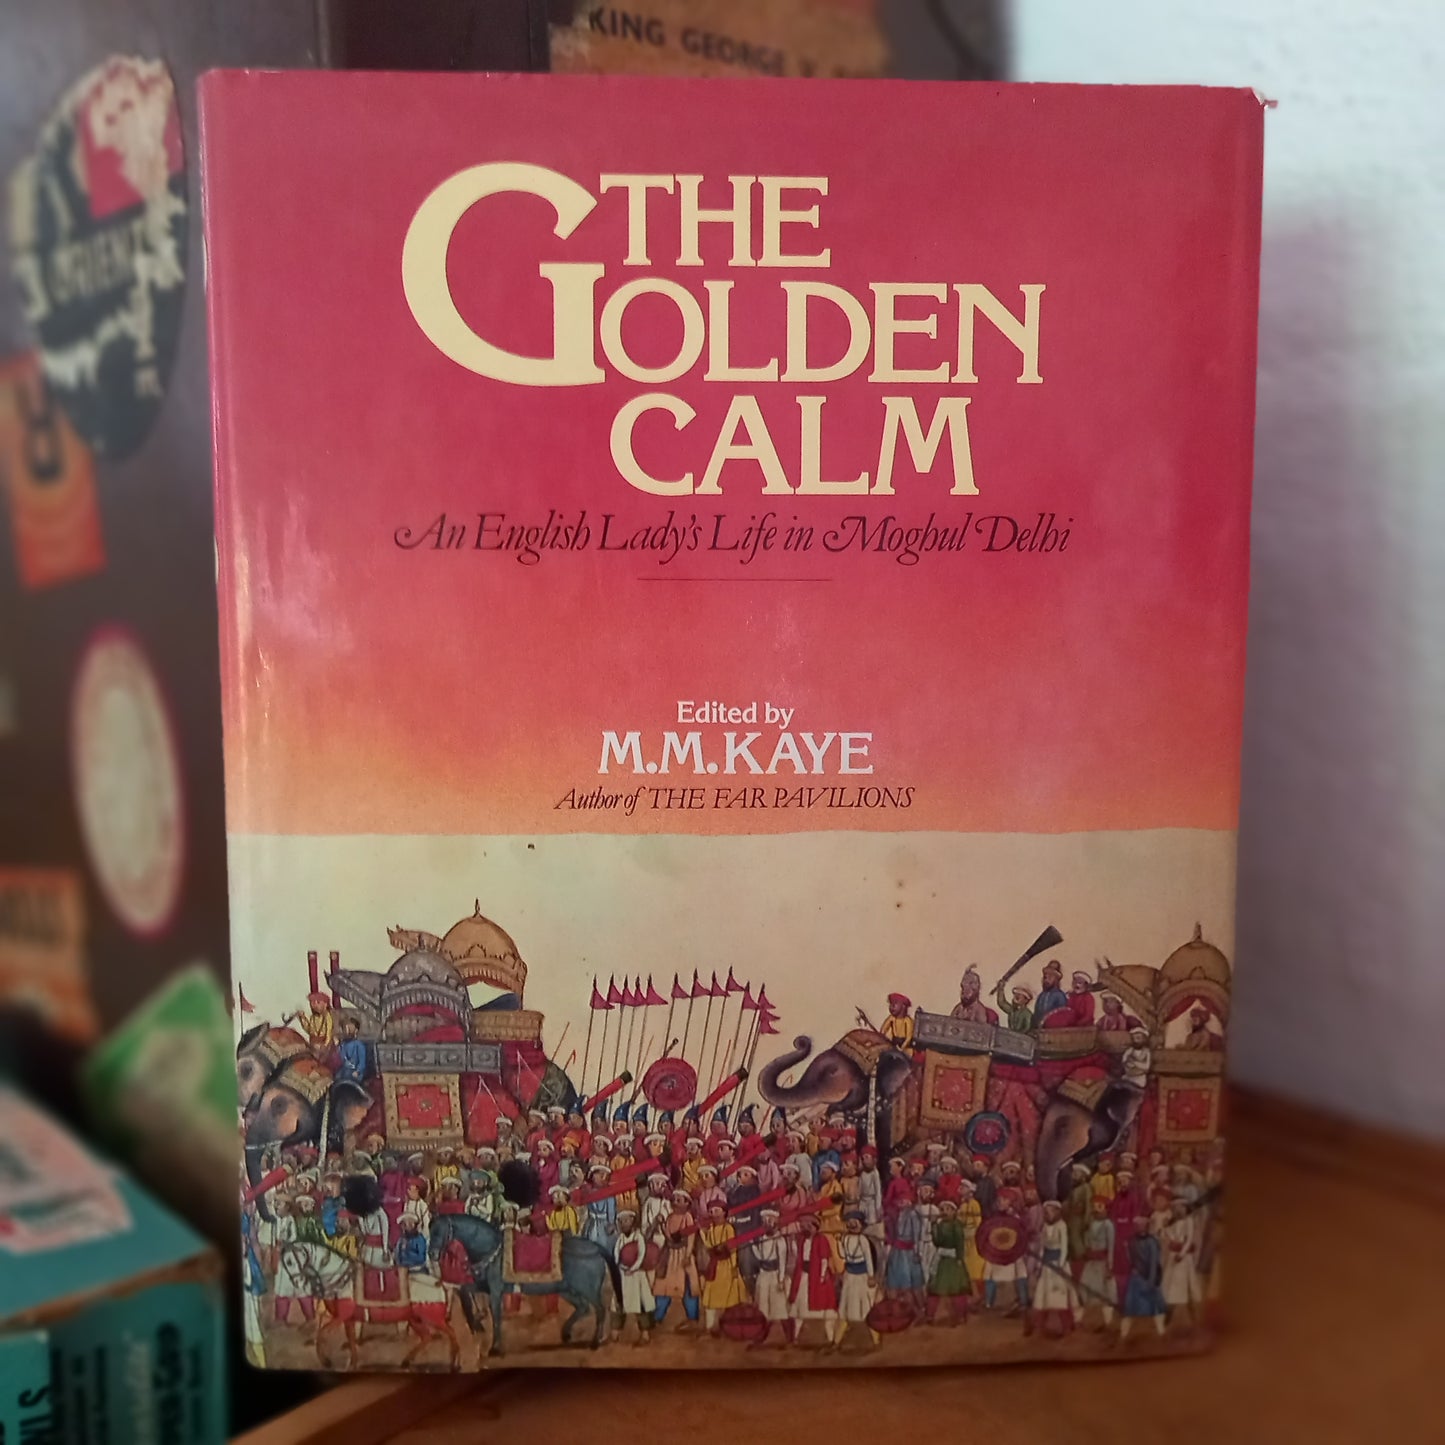 KING GEORGE V
ORIENT
THE
GOLDEN
CALM
An English Lady's Life in Moghul Delhi
Edited by
M.M.KAYE
Author of THE FAR PAVILIONS